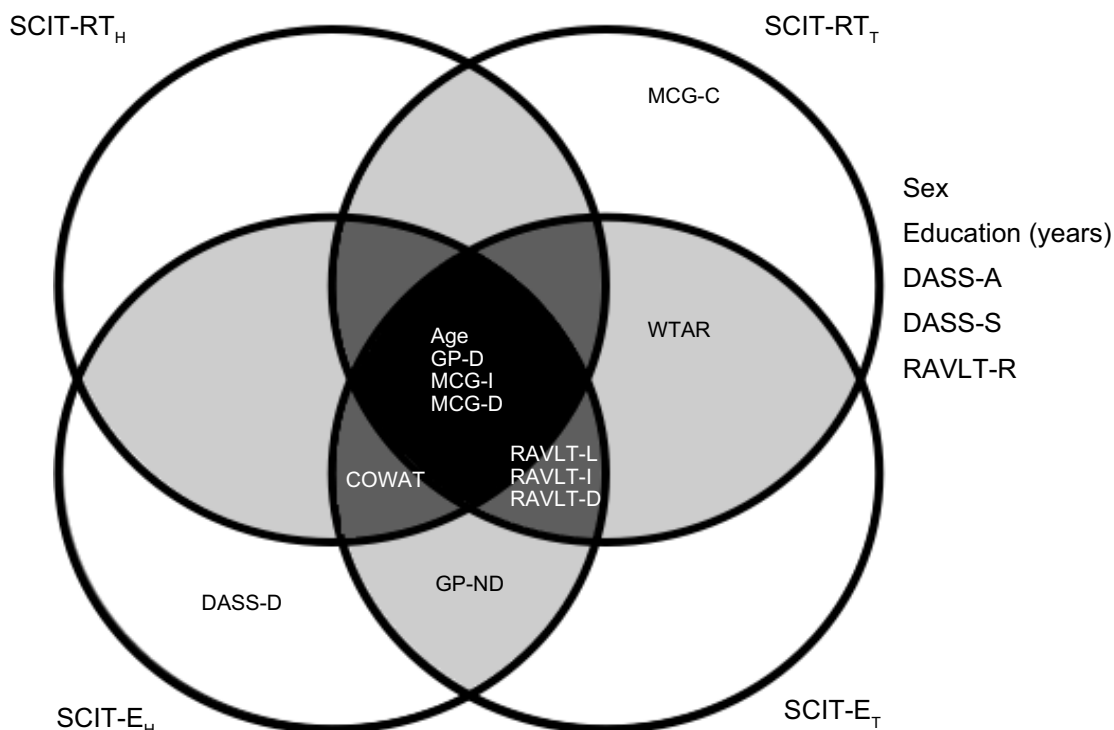 SCIT-RT_H
SCIT-RT_T
MCG-C
Sex
Education (years)
DASS-A
DASS-S
RAVLT-R
WTAR
Age
GP-D
MCG-I
MCG-D
COWAT
RAVLT-L
RAVLT-I
RAVLT-D
GP-ND
DASS-D
SCIT-E_H
SCIT-E_T